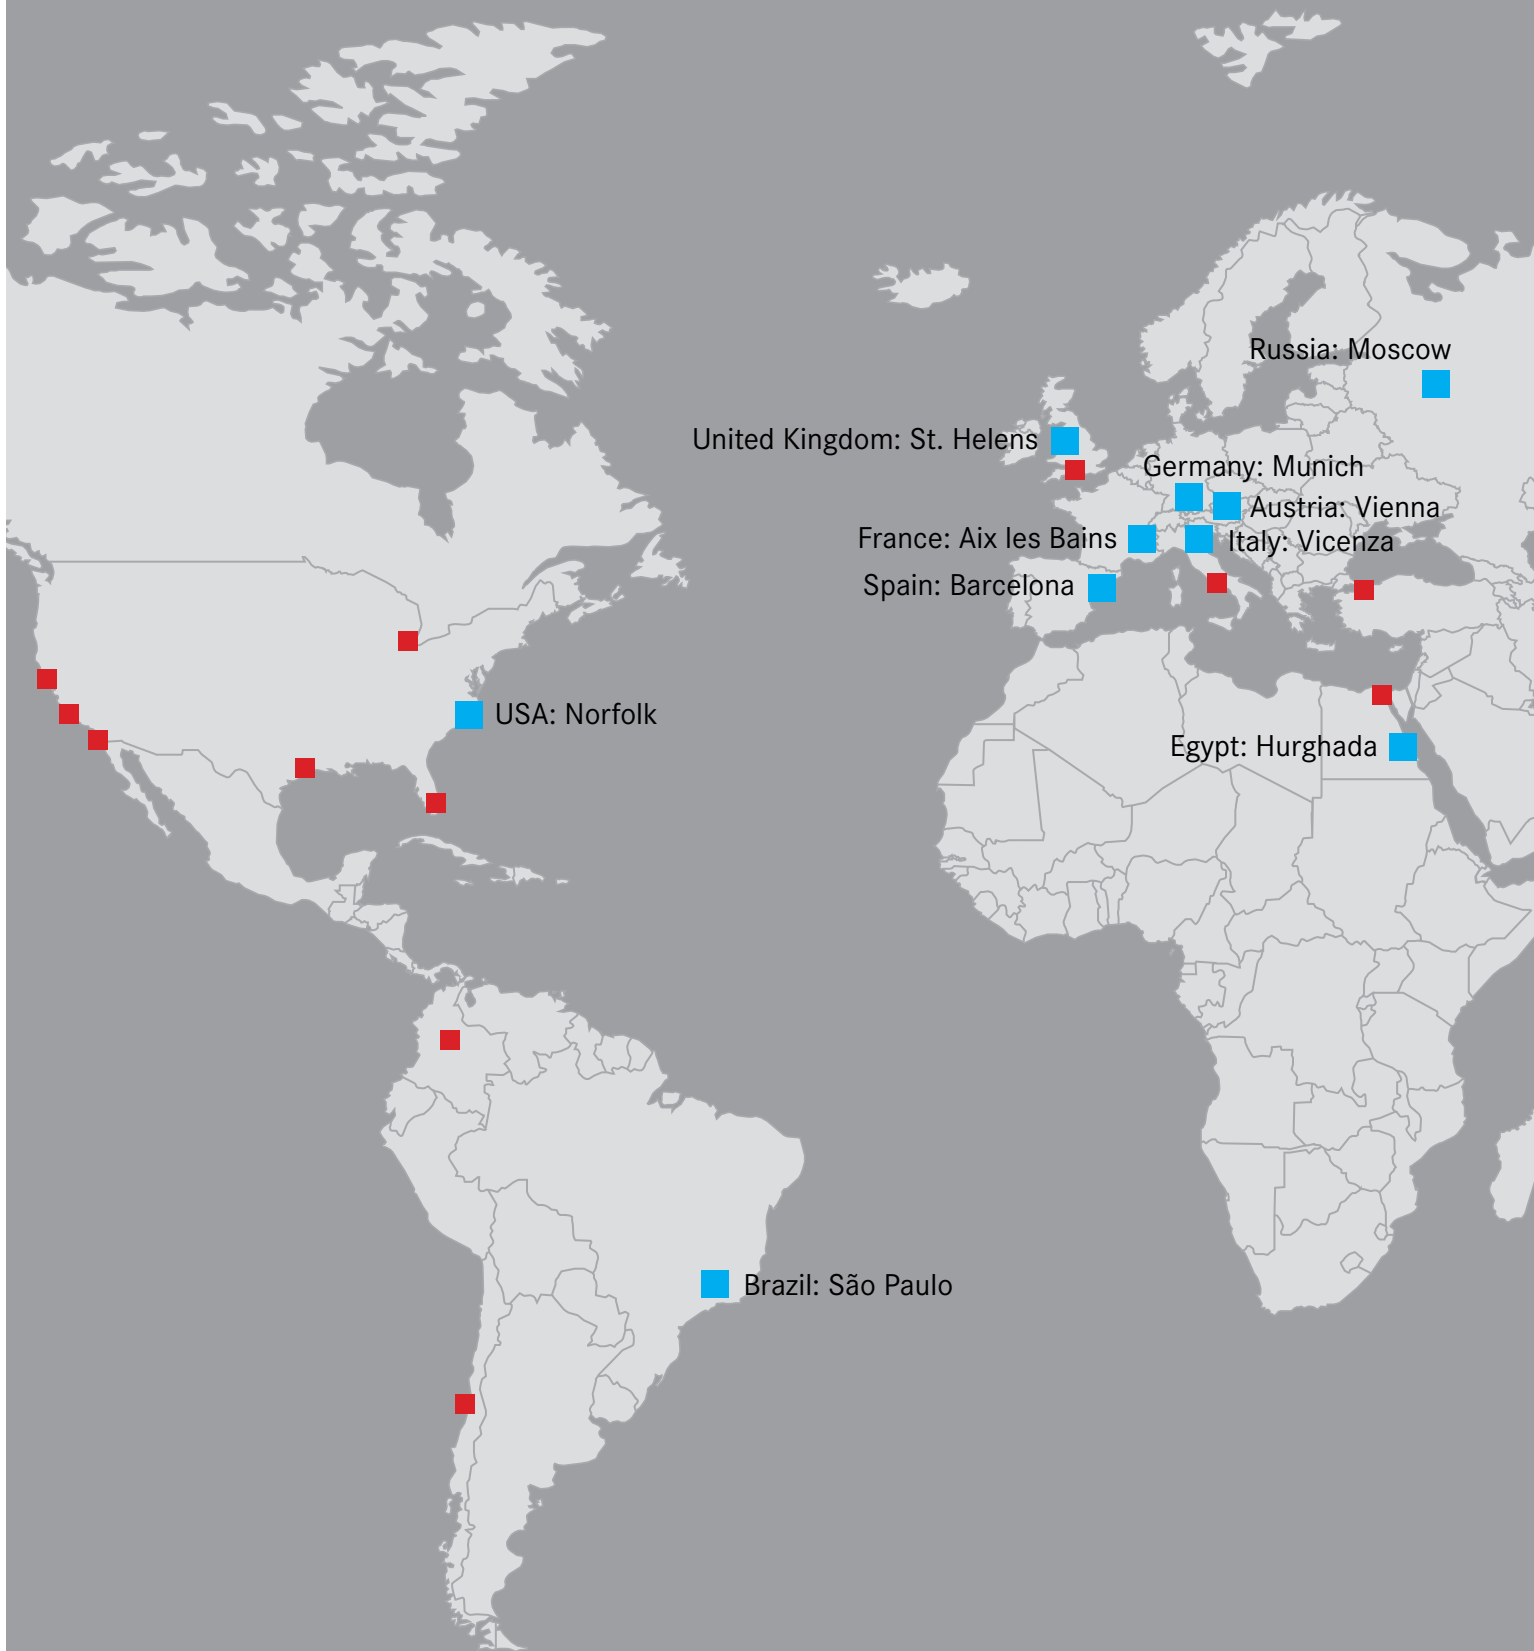 Russia: Moscow
United Kingdom: St. Helens
Germany: Munich
Austria: Vienna
France: Aix les Bains
Italy: Vicenza
Spain: Barcelona
USA: Norfolk
Egypt: Hurghada
Brazil: São Paulo